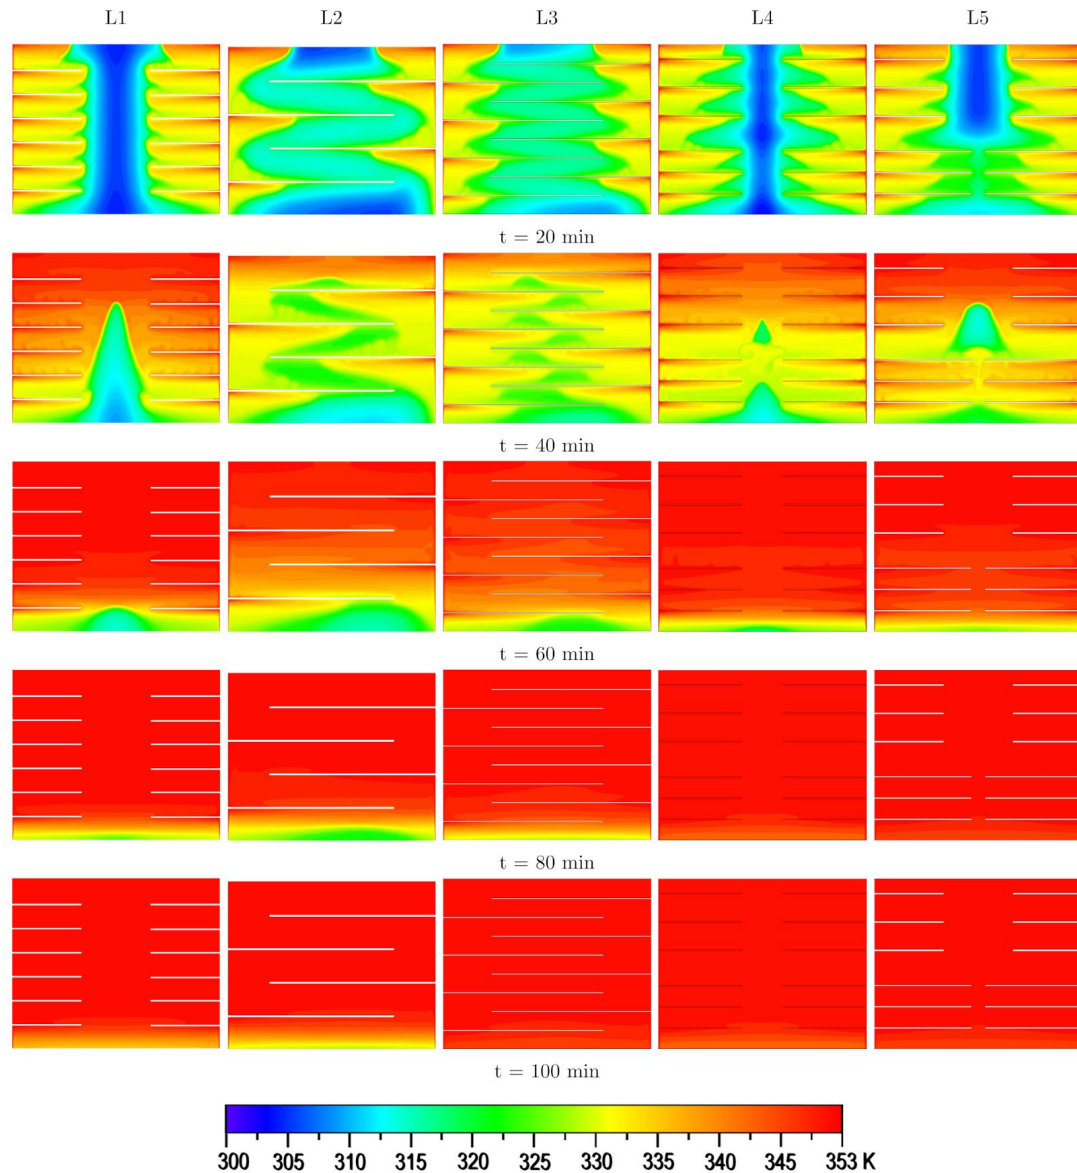 L1 L2 L3 L4 L5
t = 20 min
t = 40 min
t = 60 min
t = 80 min
t = 100 min
300 305 310 315 320 325 330 335 340 345 353 K